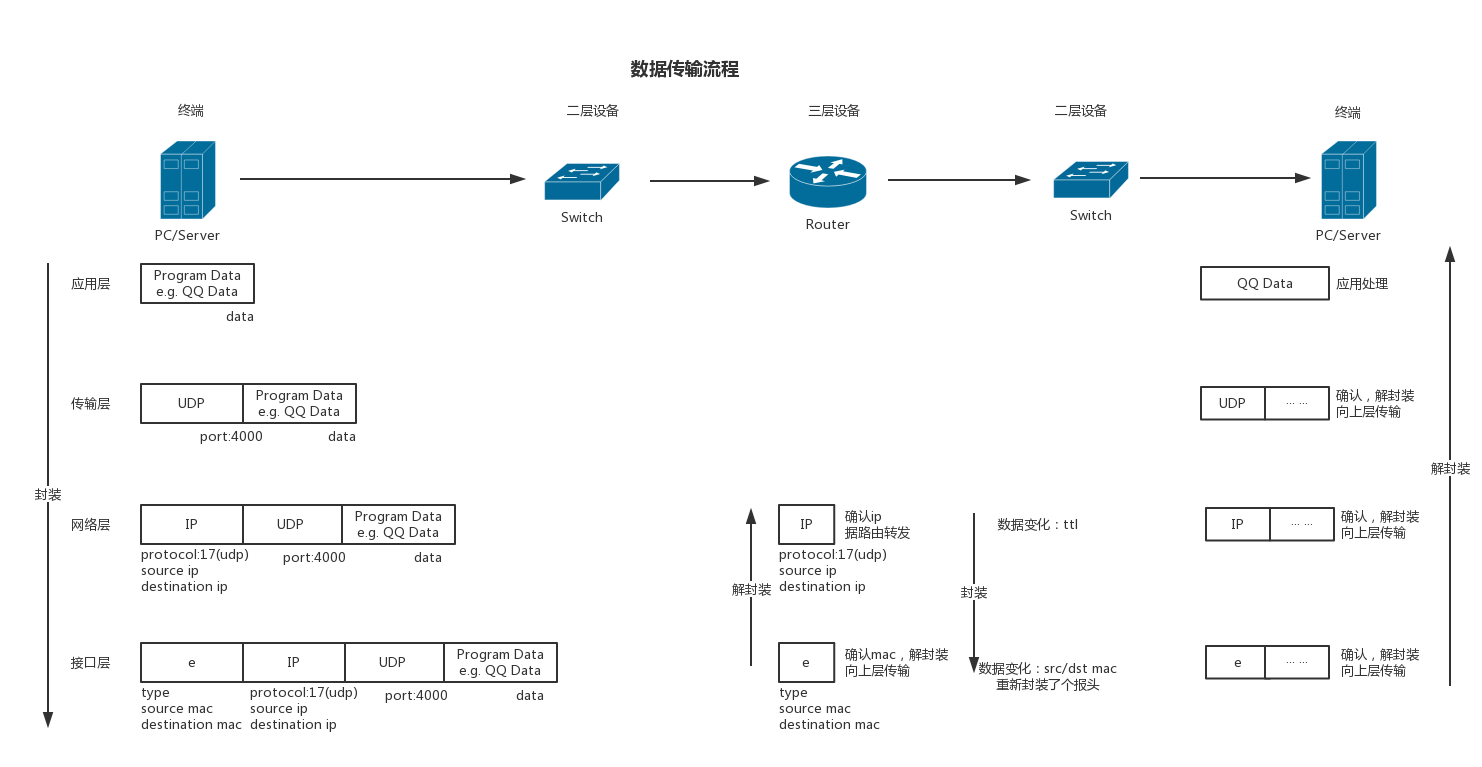 数据传输流程
终端
二层设备
三层设备
二层设备
终端
PC/Server
Switch
Router
Switch
PC/Server
应用层
Program Data
e.g. QQ Data
data
QQ Data
应用处理
传输层
UDP
Program Data
e.g. QQ Data
port:4000
data
UDP
... ...
确认，解封装
向上层传输
封装
解封装
网络层
IP
UDP
Program Data
e.g. QQ Data
protocol:17(udp)
source ip
destination ip
port:4000
data
IP
确认ip
据路由转发
protocol:17(udp)
source ip
destination ip
数据变化：ttl
IP
... ...
确认，解封装
向上层传输
解封装
封装
接口层
e
IP
UDP
Program Data
e.g. QQ Data
type
source mac
destination mac
protocol:17(udp)
source ip
destination ip
port:4000
data
e
确认mac，解封装
向上层传输
type
source mac
destination mac
数据变化：src/dst mac
重新封装了个报头
e
... ...
确认，解封装
向上层传输